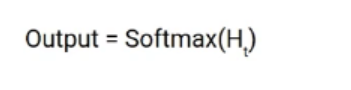 Output = Softmax(Hₜ)